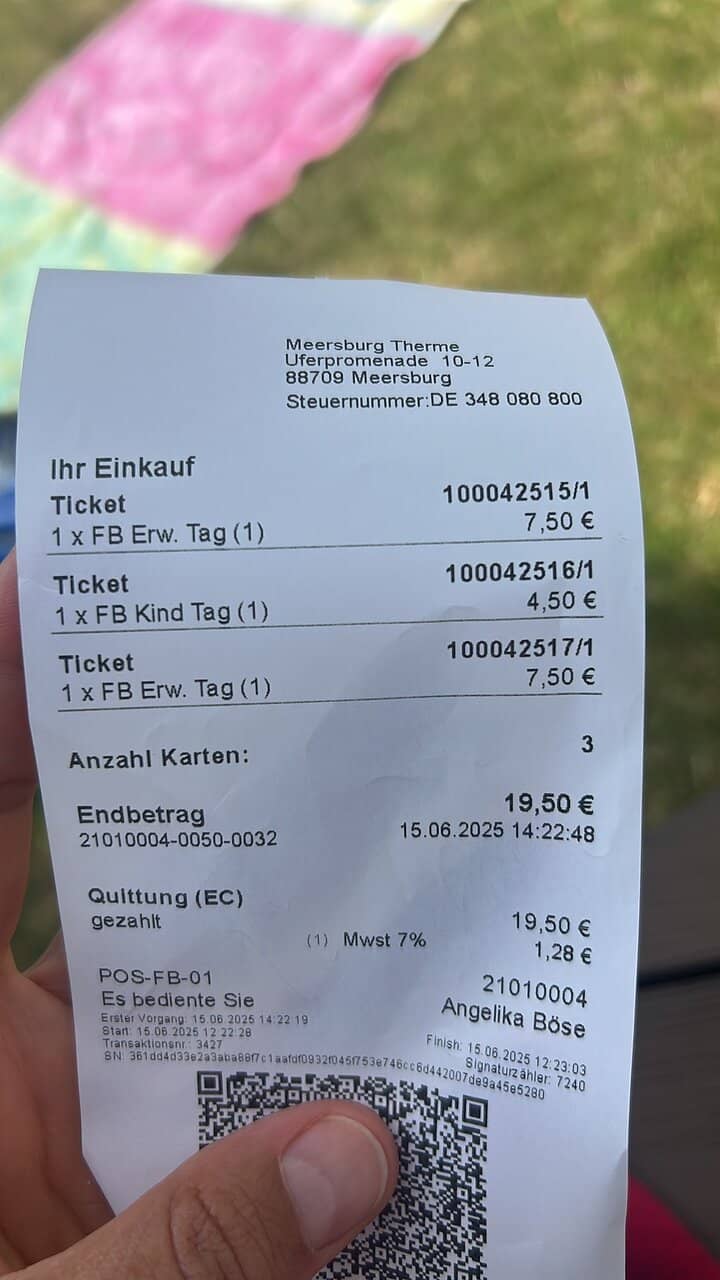 Meersburg Therme
Uferpromenade 10-12
88709 Meersburg
Steuernummer:DE 348 080 800
Ihr Einkauf
Ticket 100042515/1
1 x FB Erw. Tag (1) 7,50 €
Ticket 100042516/1
1 x FB Kind Tag (1) 4,50 €
Ticket 100042517/1
1 x FB Erw. Tag (1) 7,50 €
Anzahl Karten: 3
Endbetrag 19,50 €
21010004-0050-0032 15.06.2025 14:22:48
Quittung (EC)
gezahlt 19,50 €
(1) Mwst 7% 1,28 €
POS-FB-01 21010004
Es bediente Sie Angelika Böse
Erster Vorgang: 15.06.2025 14:22:19
Start: 15.06.2025 12:22:28 Finish: 15.06.2025 12:23:03
Transaktionsnr.: 3427 Signaturzähler: 7240
SN: 361dd4d33e2a3aba88f7c1aafdf0932f045f753e746cc6d442007de9a45e5280